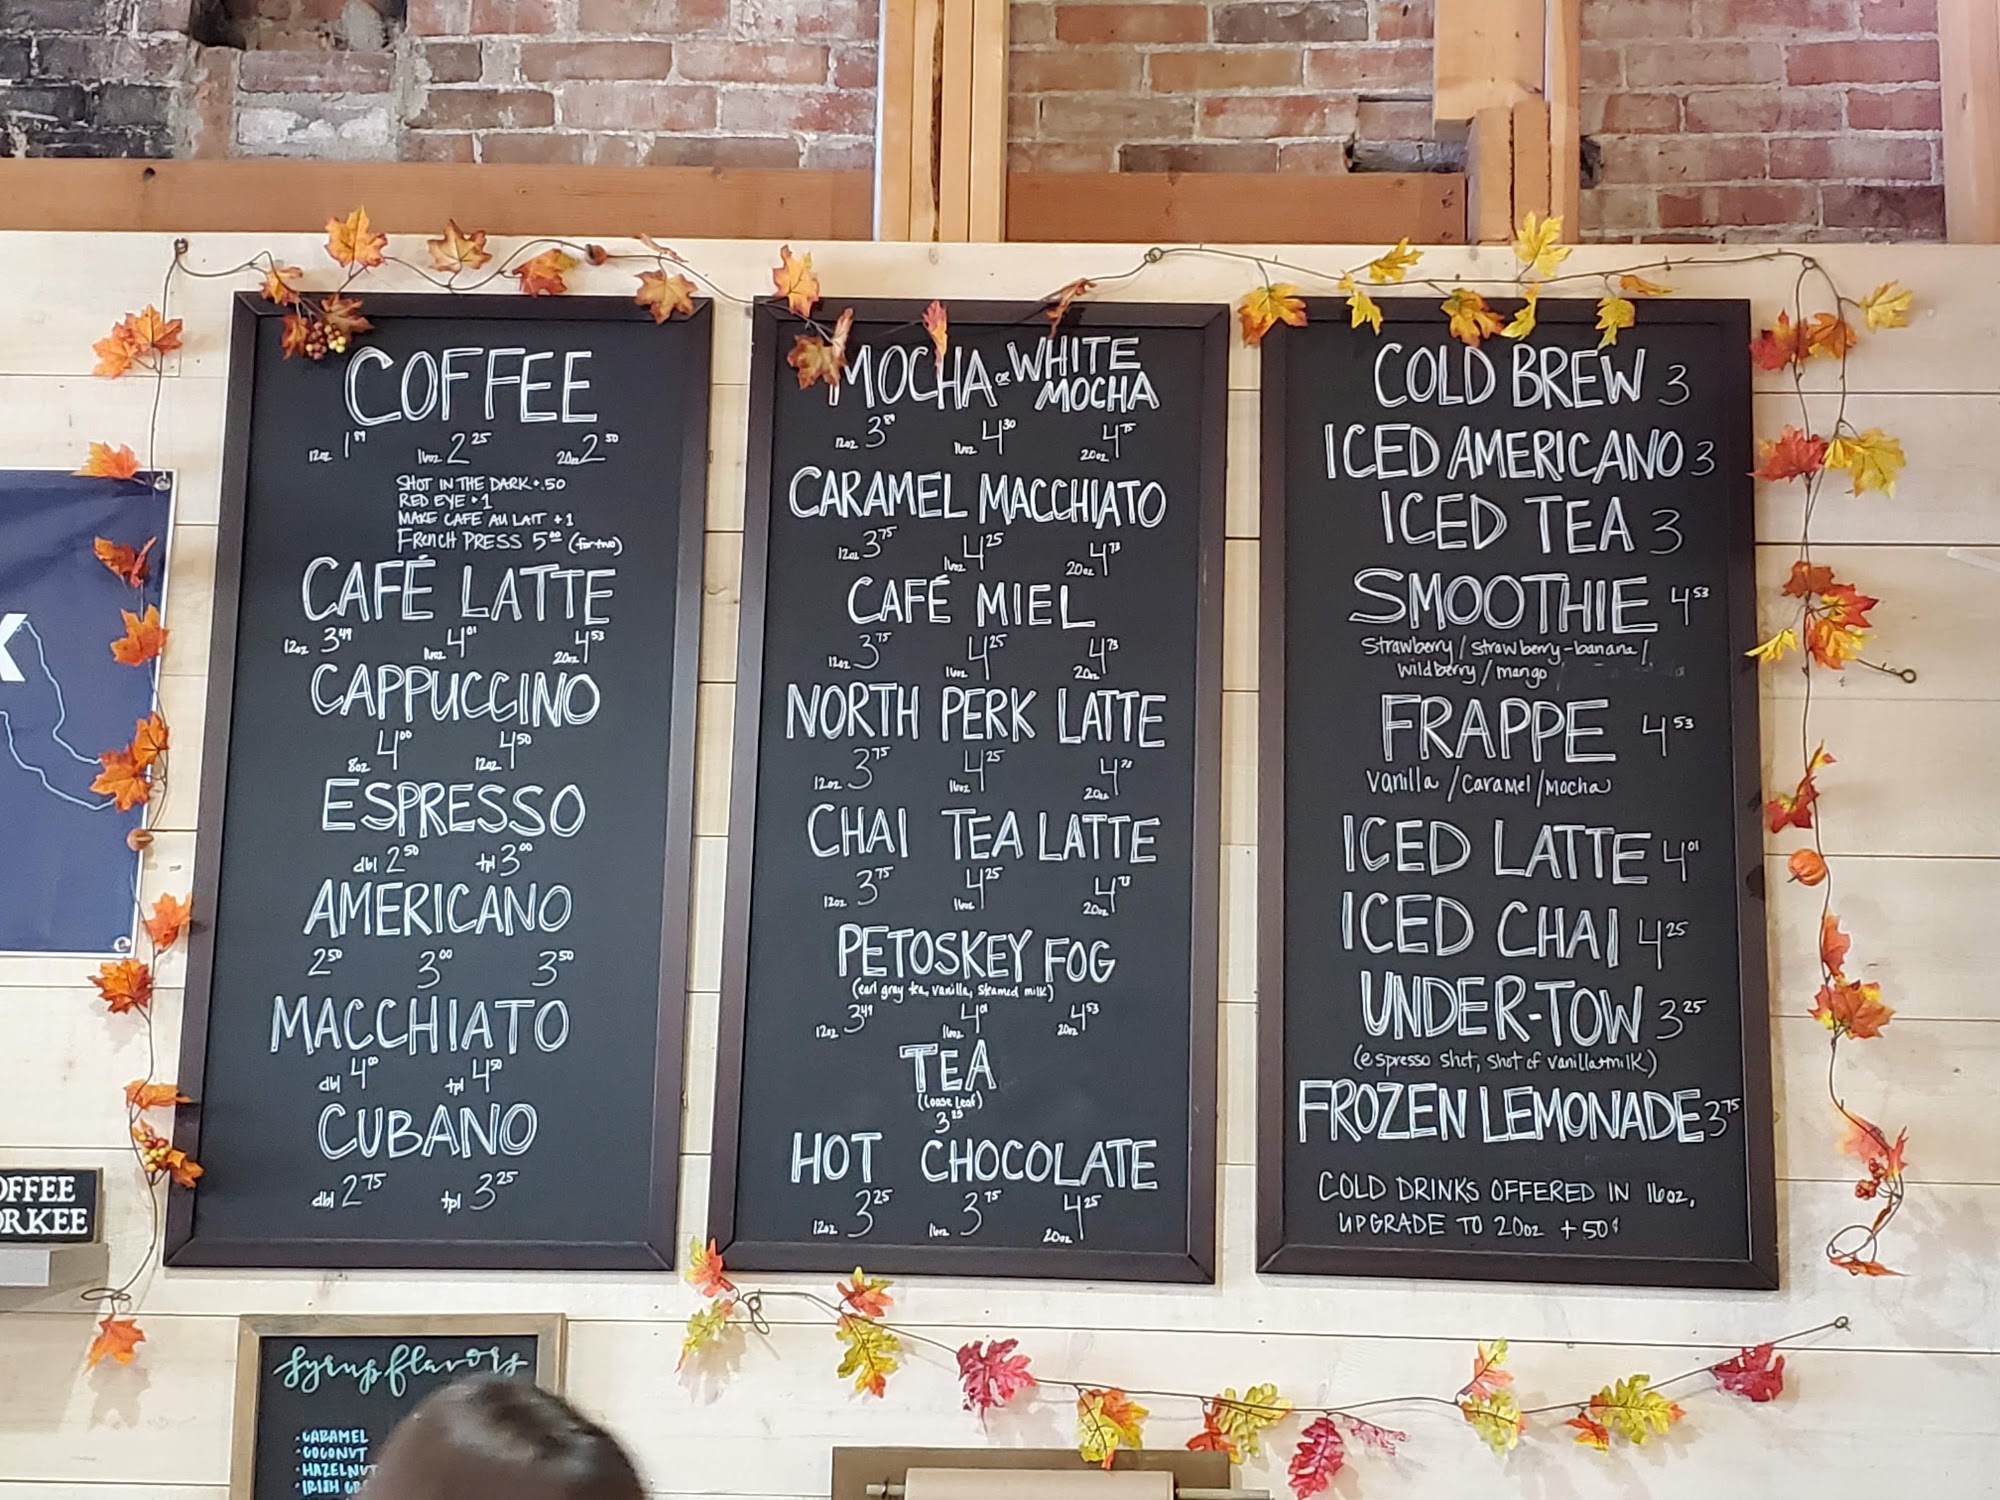 COFFEE
12oz 1 89 16oz 2 25 20oz 2 50
SHOT IN THE DARK + .50
RED EYE + 1
MAKE CAFE AU LAIT + 1
FRENCH PRESS 5 00 (for two)
CAFÉ LATTE
12oz 3 49 16oz 4 01 20oz 4 53
CAPPUCCINO
8oz 4 00 12oz 4 50
ESPRESSO
dbl 2 50 tpl 3 00
AMERICANO
2 50 3 00 3 50
MACCHIATO
dbl 4 00 tpl 4 50
CUBANO
dbl 2 75 tpl 3 25
MOCHA or WHITE MOCHA
12oz 3 89 16oz 4 30 20oz 4 75
CARAMEL MACCHIATO
12oz 3 75 16oz 4 25 20oz 4 73
CAFÉ MIEL
12oz 3 75 16oz 4 25 20oz 4 73
NORTH PERK LATTE
12oz 3 75 16oz 4 25 20oz 4 73
CHAI TEA LATTE
12oz 3 75 16oz 4 25 20oz 4 73
PETOSKEY FOG
(earl gray tea, vanilla, steamed milk)
12oz 3 49 16oz 4 01 20oz 4 53
TEA
(loose leaf)
3 25
HOT CHOCOLATE
12oz 3 25 16oz 3 75 20oz 4 25
COLD BREW 3
ICED AMERICANO 3
ICED TEA 3
SMOOTHIE 4 53
strawberry / strawberry-banana /
wildberry / mango
FRAPPE 4 53
vanilla / caramel / mocha
ICED LATTE 4 01
ICED CHAI 4 25
UNDER-TOW 3 25
(espresso shot, shot of vanilla + milk)
FROZEN LEMONADE 3 75
COLD DRINKS OFFERED IN 16oz,
UPGRADE TO 20oz + 50¢
OFFEE
ORKEE
syrup flavors
• CARAMEL
• COCONUT
• HAZELNUT
• IRISH